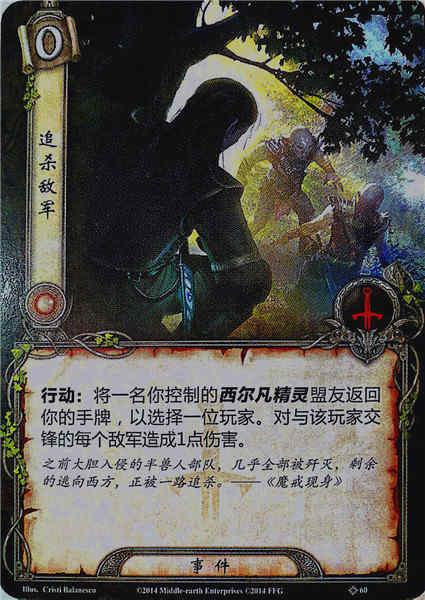 0
追杀敌军
行动：将一名你控制的西尔凡精灵盟友返回
你的手牌，以选择一位玩家。对与该玩家交
锋的每个敌军造成1点伤害。
之前大胆入侵的半兽人部队，几乎全部被歼灭，剩余
的逃向西方，正被一路追杀。——《魔戒现身》
事件
Illus. Cristi Balanescu
©2014 Middle-earth Enterprises ©2014 FFG
60